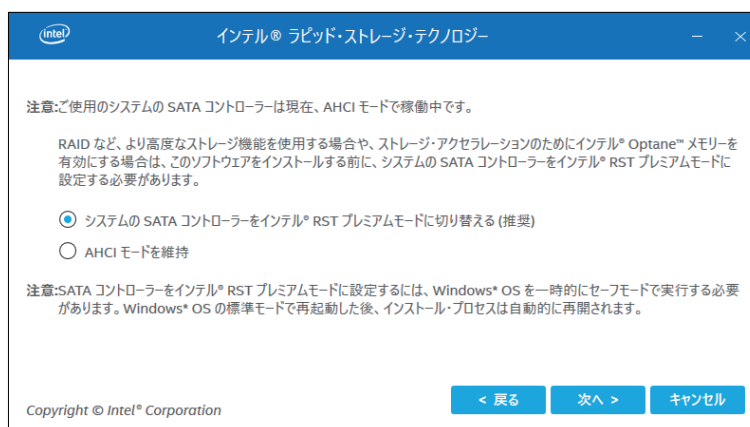 intel
インテル® ラピッド・ストレージ・テクノロジー
注意:ご使用のシステムの SATA コントローラーは現在、AHCI モードで稼働中です。
RAID など、より高度なストレージ機能を使用する場合や、ストレージ・アクセラレーションのためにインテル® Optane™ メモリーを
有効にする場合は、このソフトウェアをインストールする前に、システムの SATA コントローラーをインテル® RST プレミアムモードに
設定する必要があります。
システムの SATA コントローラーをインテル® RST プレミアムモードに切り替える (推奨)
AHCI モードを維持
注意:SATA コントローラーをインテル® RST プレミアムモードに設定するには、Windows* OS を一時的にセーフモードで実行する必要
があります。Windows* OS の標準モードで再起動した後、インストール・プロセスは自動的に再開されます。
< 戻る 次へ > キャンセル
Copyright © Intel® Corporation